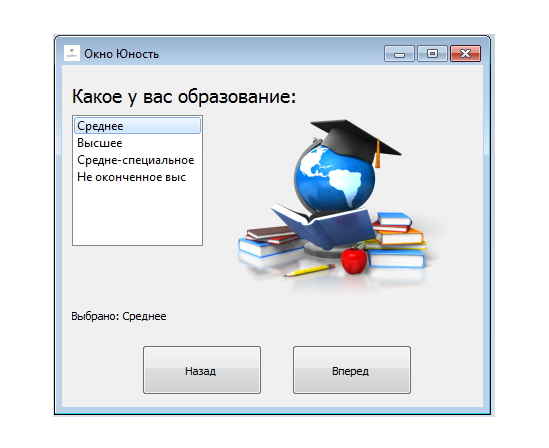 Окно Юность
Какое у вас образование:
Среднее
Высшее
Средне-специальное
Не оконченное выс
Выбрано: Среднее
Назад
Вперед